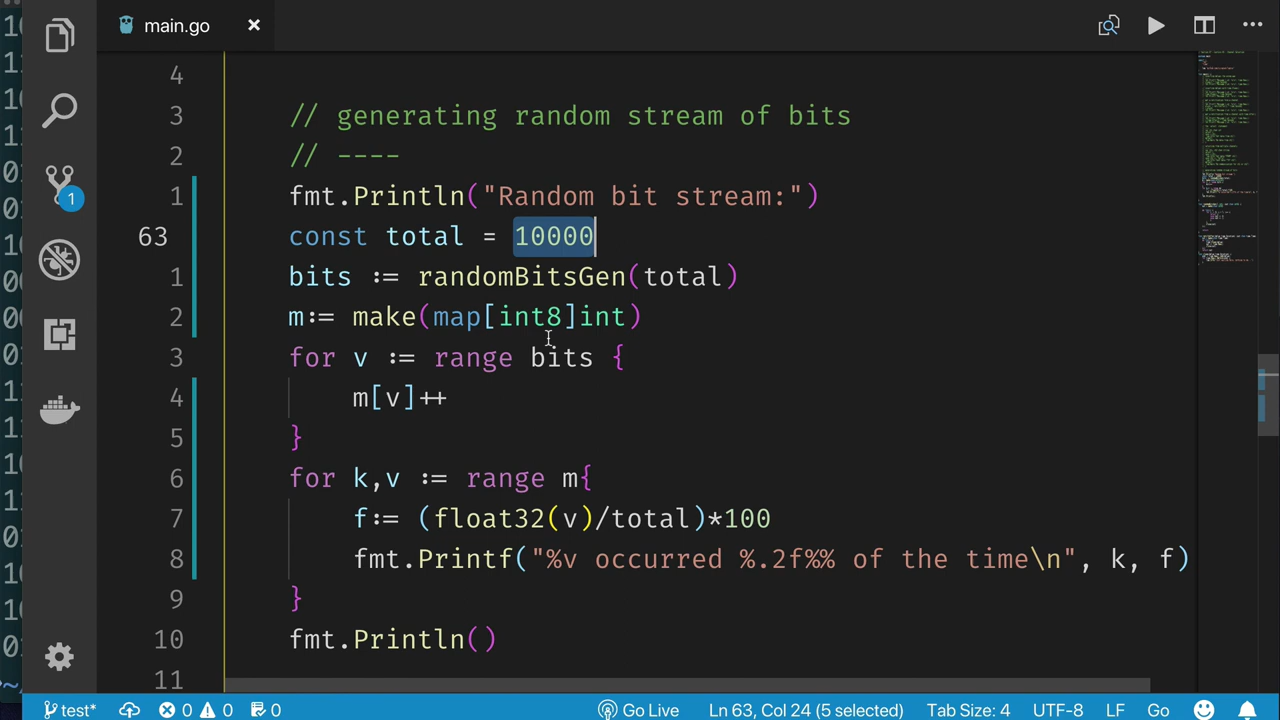 main.go
4
3 // generating random stream of bits
2 // ----
1 fmt.Println("Random bit stream:")
63 const total = 10000
1 bits := randomBitsGen(total)
2 m:= make(map[int8]int)
3 for v := range bits {
4 m[v]++
5 }
6 for k,v := range m{
7 f:= (float32(v)/total)*100
8 fmt.Printf("%v occurred %.2f%% of the time\n", k, f)
9 }
10 fmt.Println()
11
1
test* 0 0 0 Go Live Ln 63, Col 24 (5 selected) Tab Size: 4 UTF-8 LF Go